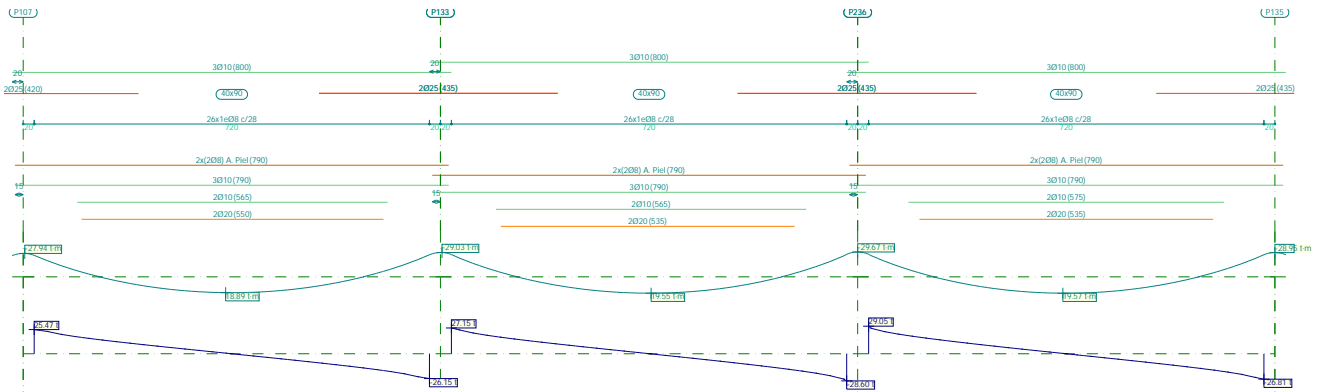 P107 P133 P236 P135
3Ø10(800)
20 3Ø10(800) 20 20 3Ø10(800)
2Ø25(420) 40x90 2Ø25(435) 40x90 2Ø25(435) 40x90 2Ø25(435)
26x1eØ8 c/28 26x1eØ8 c/28 26x1eØ8 c/28
20 720 20 20 720 20 20 720 20
2x(2Ø8) A. Piel(790) 2x(2Ø8) A. Piel(790)
2x(2Ø8) A. Piel(790)
15 3Ø10(790) 15 3Ø10(790) 15 3Ø10(790)
2Ø10(565) 2Ø10(565) 2Ø10(575)
2Ø20(550) 2Ø20(535) 2Ø20(535)
-27.94 t·m -29.03 t·m -29.67 t·m -28.95 t·m
18.89 t·m 19.55 t·m 19.57 t·m
25.47 t 27.15 t 29.05 t
-26.15 t -28.60 t -26.81 t